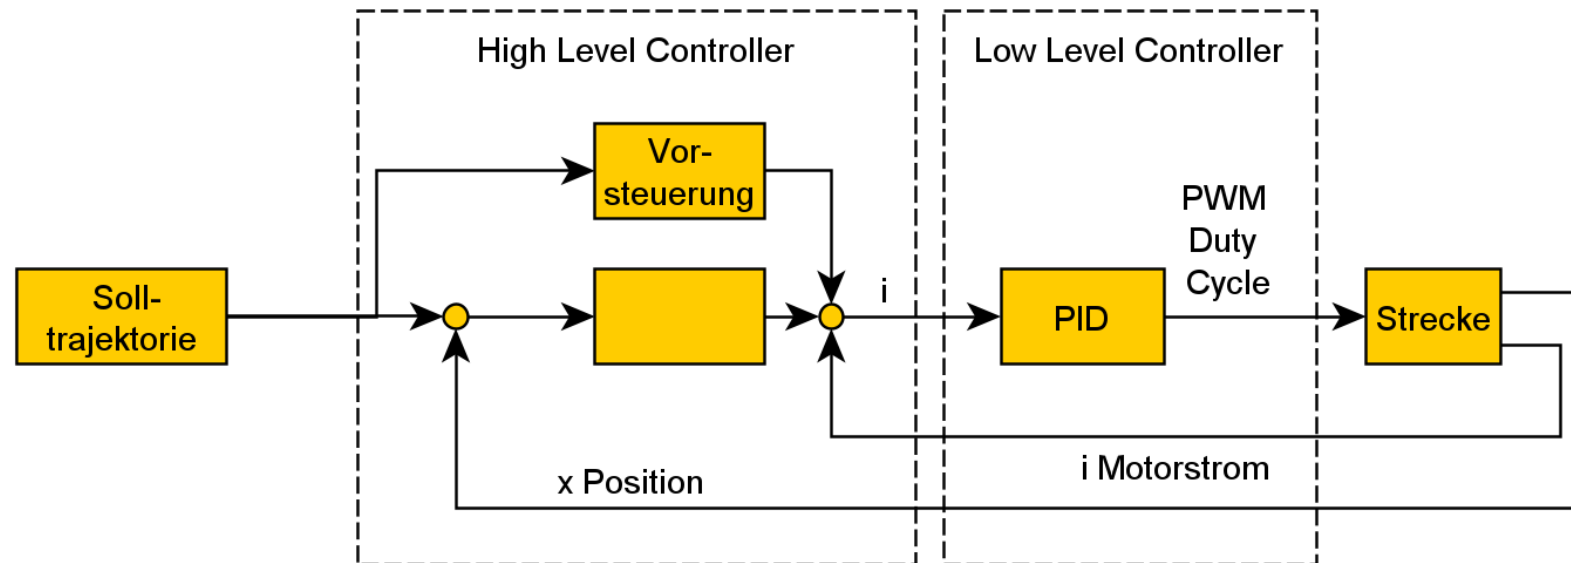 High Level Controller
Low Level Controller
Vor-
steuerung
PWM
Duty
Cycle
Soll-
trajektorie
i
PID
Strecke
i Motorstrom
x Position